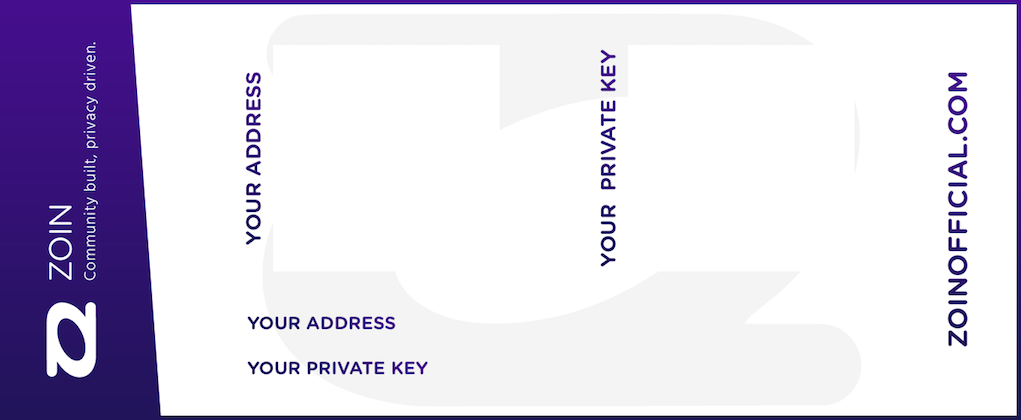 ZOIN
Community built, privacy driven.
YOUR ADDRESS
YOUR PRIVATE KEY
YOUR ADDRESS
YOUR PRIVATE KEY
ZOINOFFICIAL.COM